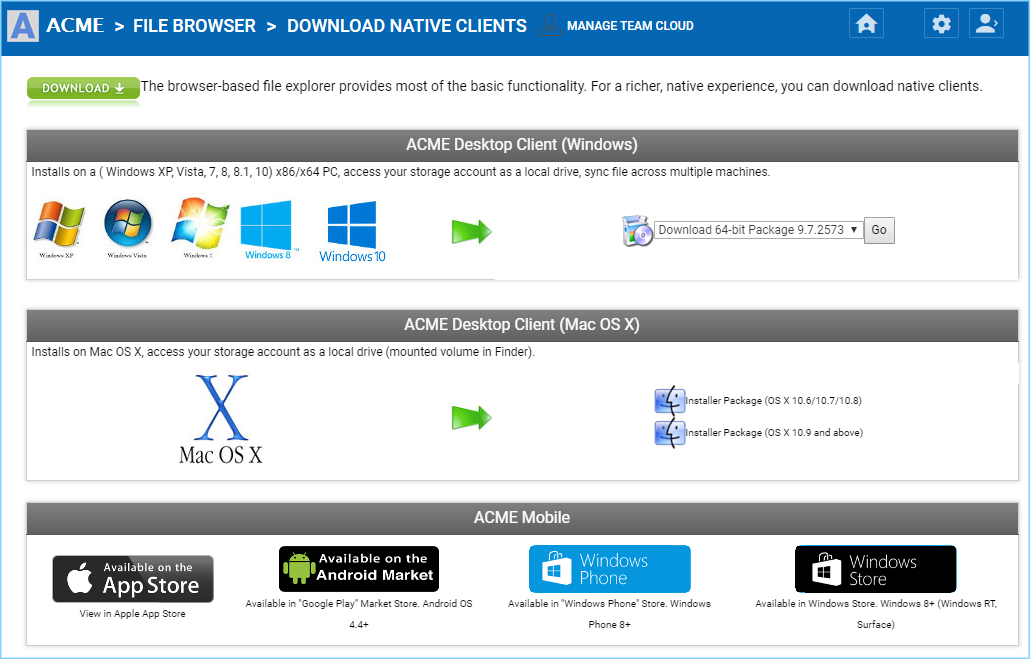 A ACME > FILE BROWSER > DOWNLOAD NATIVE CLIENTS MANAGE TEAM CLOUD
DOWNLOAD The browser-based file explorer provides most of the basic functionality. For a richer, native experience, you can download native clients.
ACME Desktop Client (Windows)
Installs on a ( Windows XP, Vista, 7, 8, 8.1, 10) x86/x64 PC, access your storage account as a local drive, sync file across multiple machines.
Download 64-bit Package 9.7.2573 Go
Windows XP Windows Vista Windows 7 Windows 8™ Windows 10
ACME Desktop Client (Mac OS X)
Installs on Mac OS X, access your storage account as a local drive (mounted volume in Finder).
X
Mac OS X
Installer Package (OS X 10.6/10.7/10.8)
Installer Package (OS X 10.9 and above)
ACME Mobile
Available on the
App Store
View in Apple App Store
Available on the
Android Market
Available in "Google Play" Market Store. Android OS
4.4+
Windows
Phone
Available in "Windows Phone" Store. Windows
Phone 8+
Windows
Store
Available in Windows Store. Windows 8+ (Windows RT,
Surface)